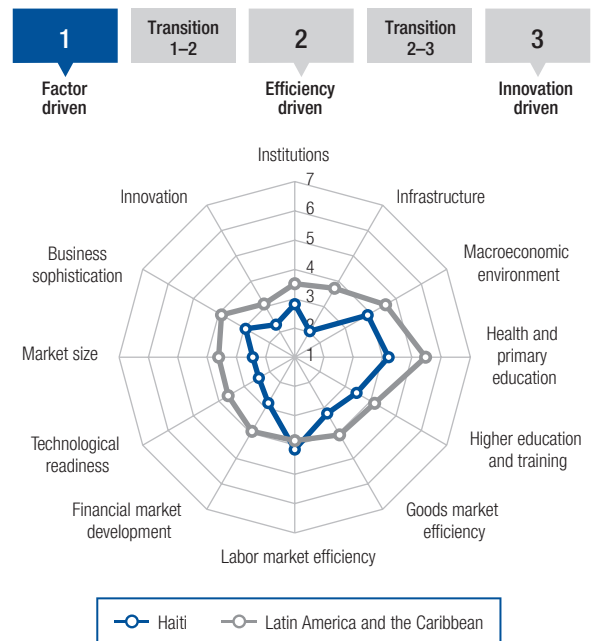 1
Transition
1–2
2
Transition
2–3
3
Factor
driven
Efficiency
driven
Innovation
driven
Institutions
Infrastructure
Macroeconomic
environment
Health and
primary
education
Higher education
and training
Goods market
efficiency
Labor market efficiency
Financial market
development
Technological
readiness
Market size
Business
sophistication
Innovation
7
6
5
4
3
2
1
Haiti
Latin America and the Caribbean